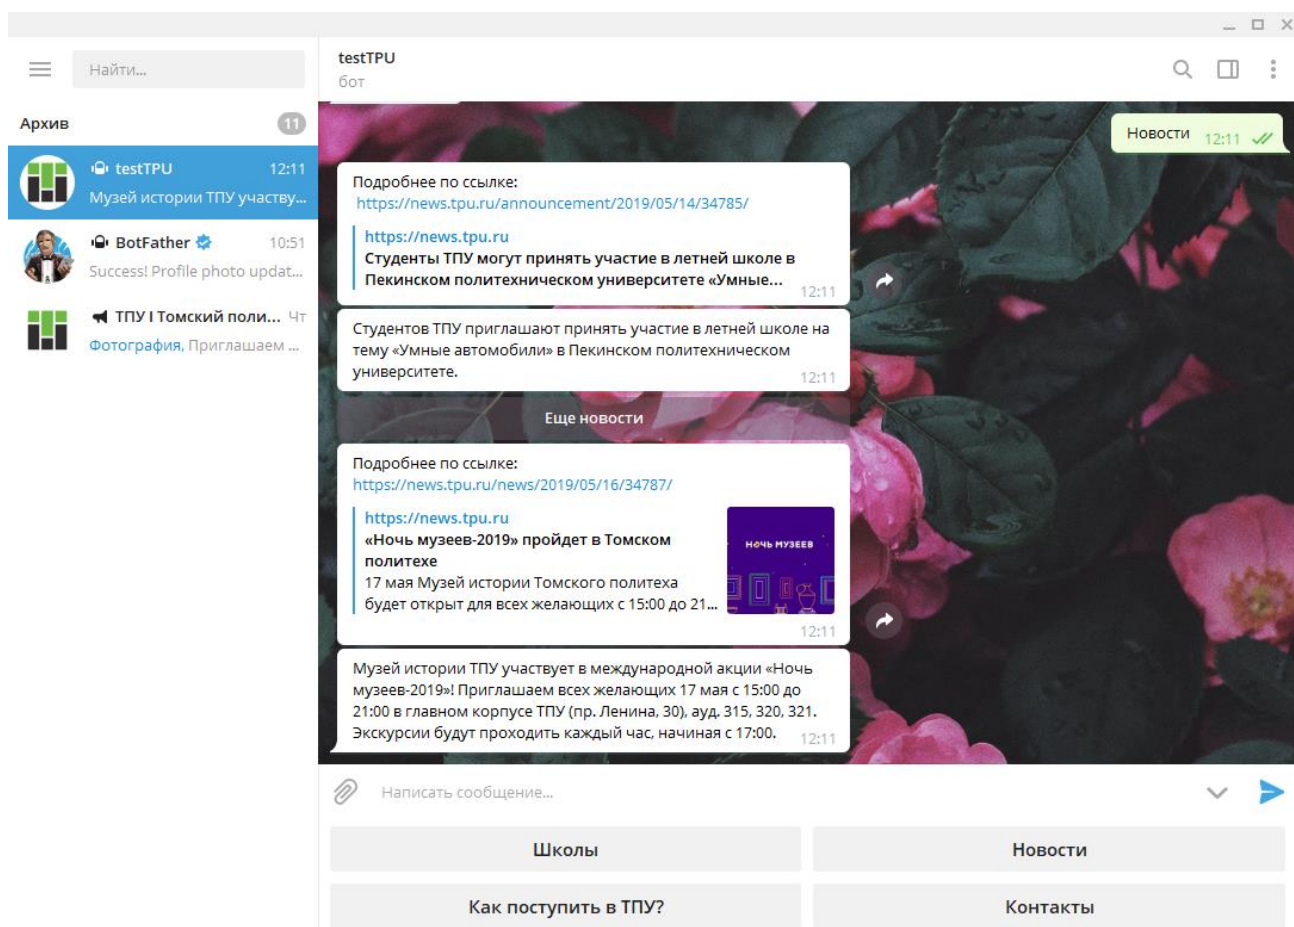 Найти...
Архив
11
testTPU
12:11
Музей истории ТПУ участву...
BotFather
10:51
Success! Profile photo updat...
ТПУ I Томский поли...
Чт
Фотография, Приглашаем ...
testTPU
бот
Новости
12:11
Подробнее по ссылке:
https://news.tpu.ru/announcement/2019/05/14/34785/
https://news.tpu.ru
Студенты ТПУ могут принять участие в летней школе в
Пекинском политехническом университете «Умные...
12:11
Студентов ТПУ приглашают принять участие в летней школе на
тему «Умные автомобили» в Пекинском политехническом
университете.
12:11
Еще новости
Подробнее по ссылке:
https://news.tpu.ru/news/2019/05/16/34787/
https://news.tpu.ru
«Ночь музеев-2019» пройдет в Томском
политехе
17 мая Музей истории Томского политеха
будет открыт для всех желающих с 15:00 до 21...
НОЧЬ МУЗЕЕВ
12:11
Музей истории ТПУ участвует в международной акции «Ночь
музеев-2019»! Приглашаем всех желающих 17 мая с 15:00 до
21:00 в главном корпусе ТПУ (пр. Ленина, 30), ауд. 315, 320, 321.
Экскурсии будут проходить каждый час, начиная с 17:00.
12:11
Написать сообщение...
Школы
Новости
Как поступить в ТПУ?
Контакты